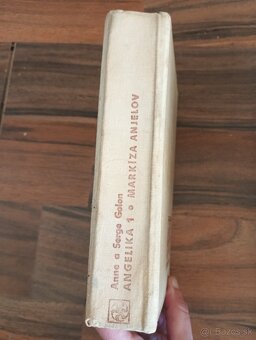 Anne a Serge Golon
ANGELIKA 1 • MARKÍZA ANJELOV